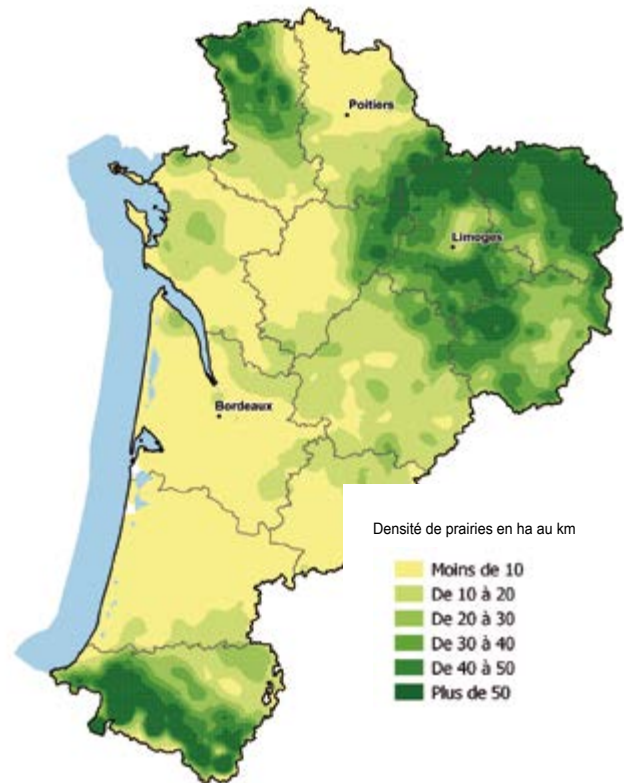 Poitiers
Limoges
Bordeaux
Densité de prairies en ha au km
Moins de 10
De 10 à 20
De 20 à 30
De 30 à 40
De 40 à 50
Plus de 50